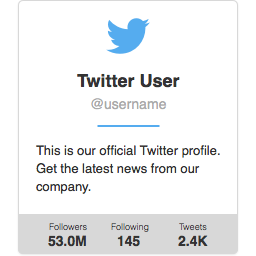 Twitter User
@username
This is our official Twitter profile.
Get the latest news from our
company.
Followers Following Tweets
53.0M 145 2.4K